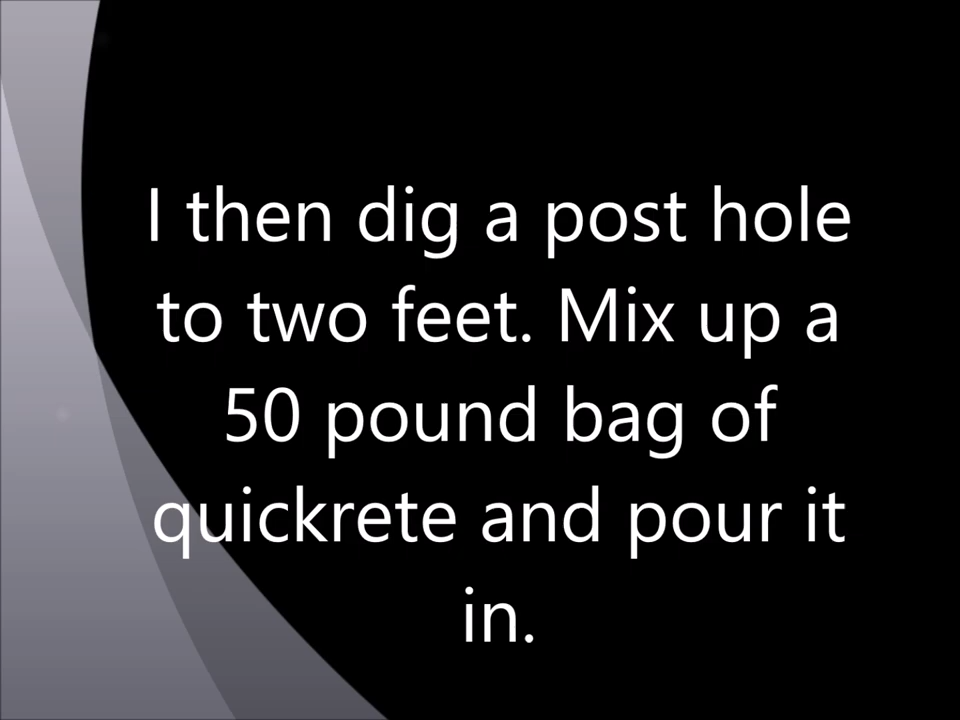 I then dig a post hole
to two feet. Mix up a
50 pound bag of
quickrete and pour it
in.